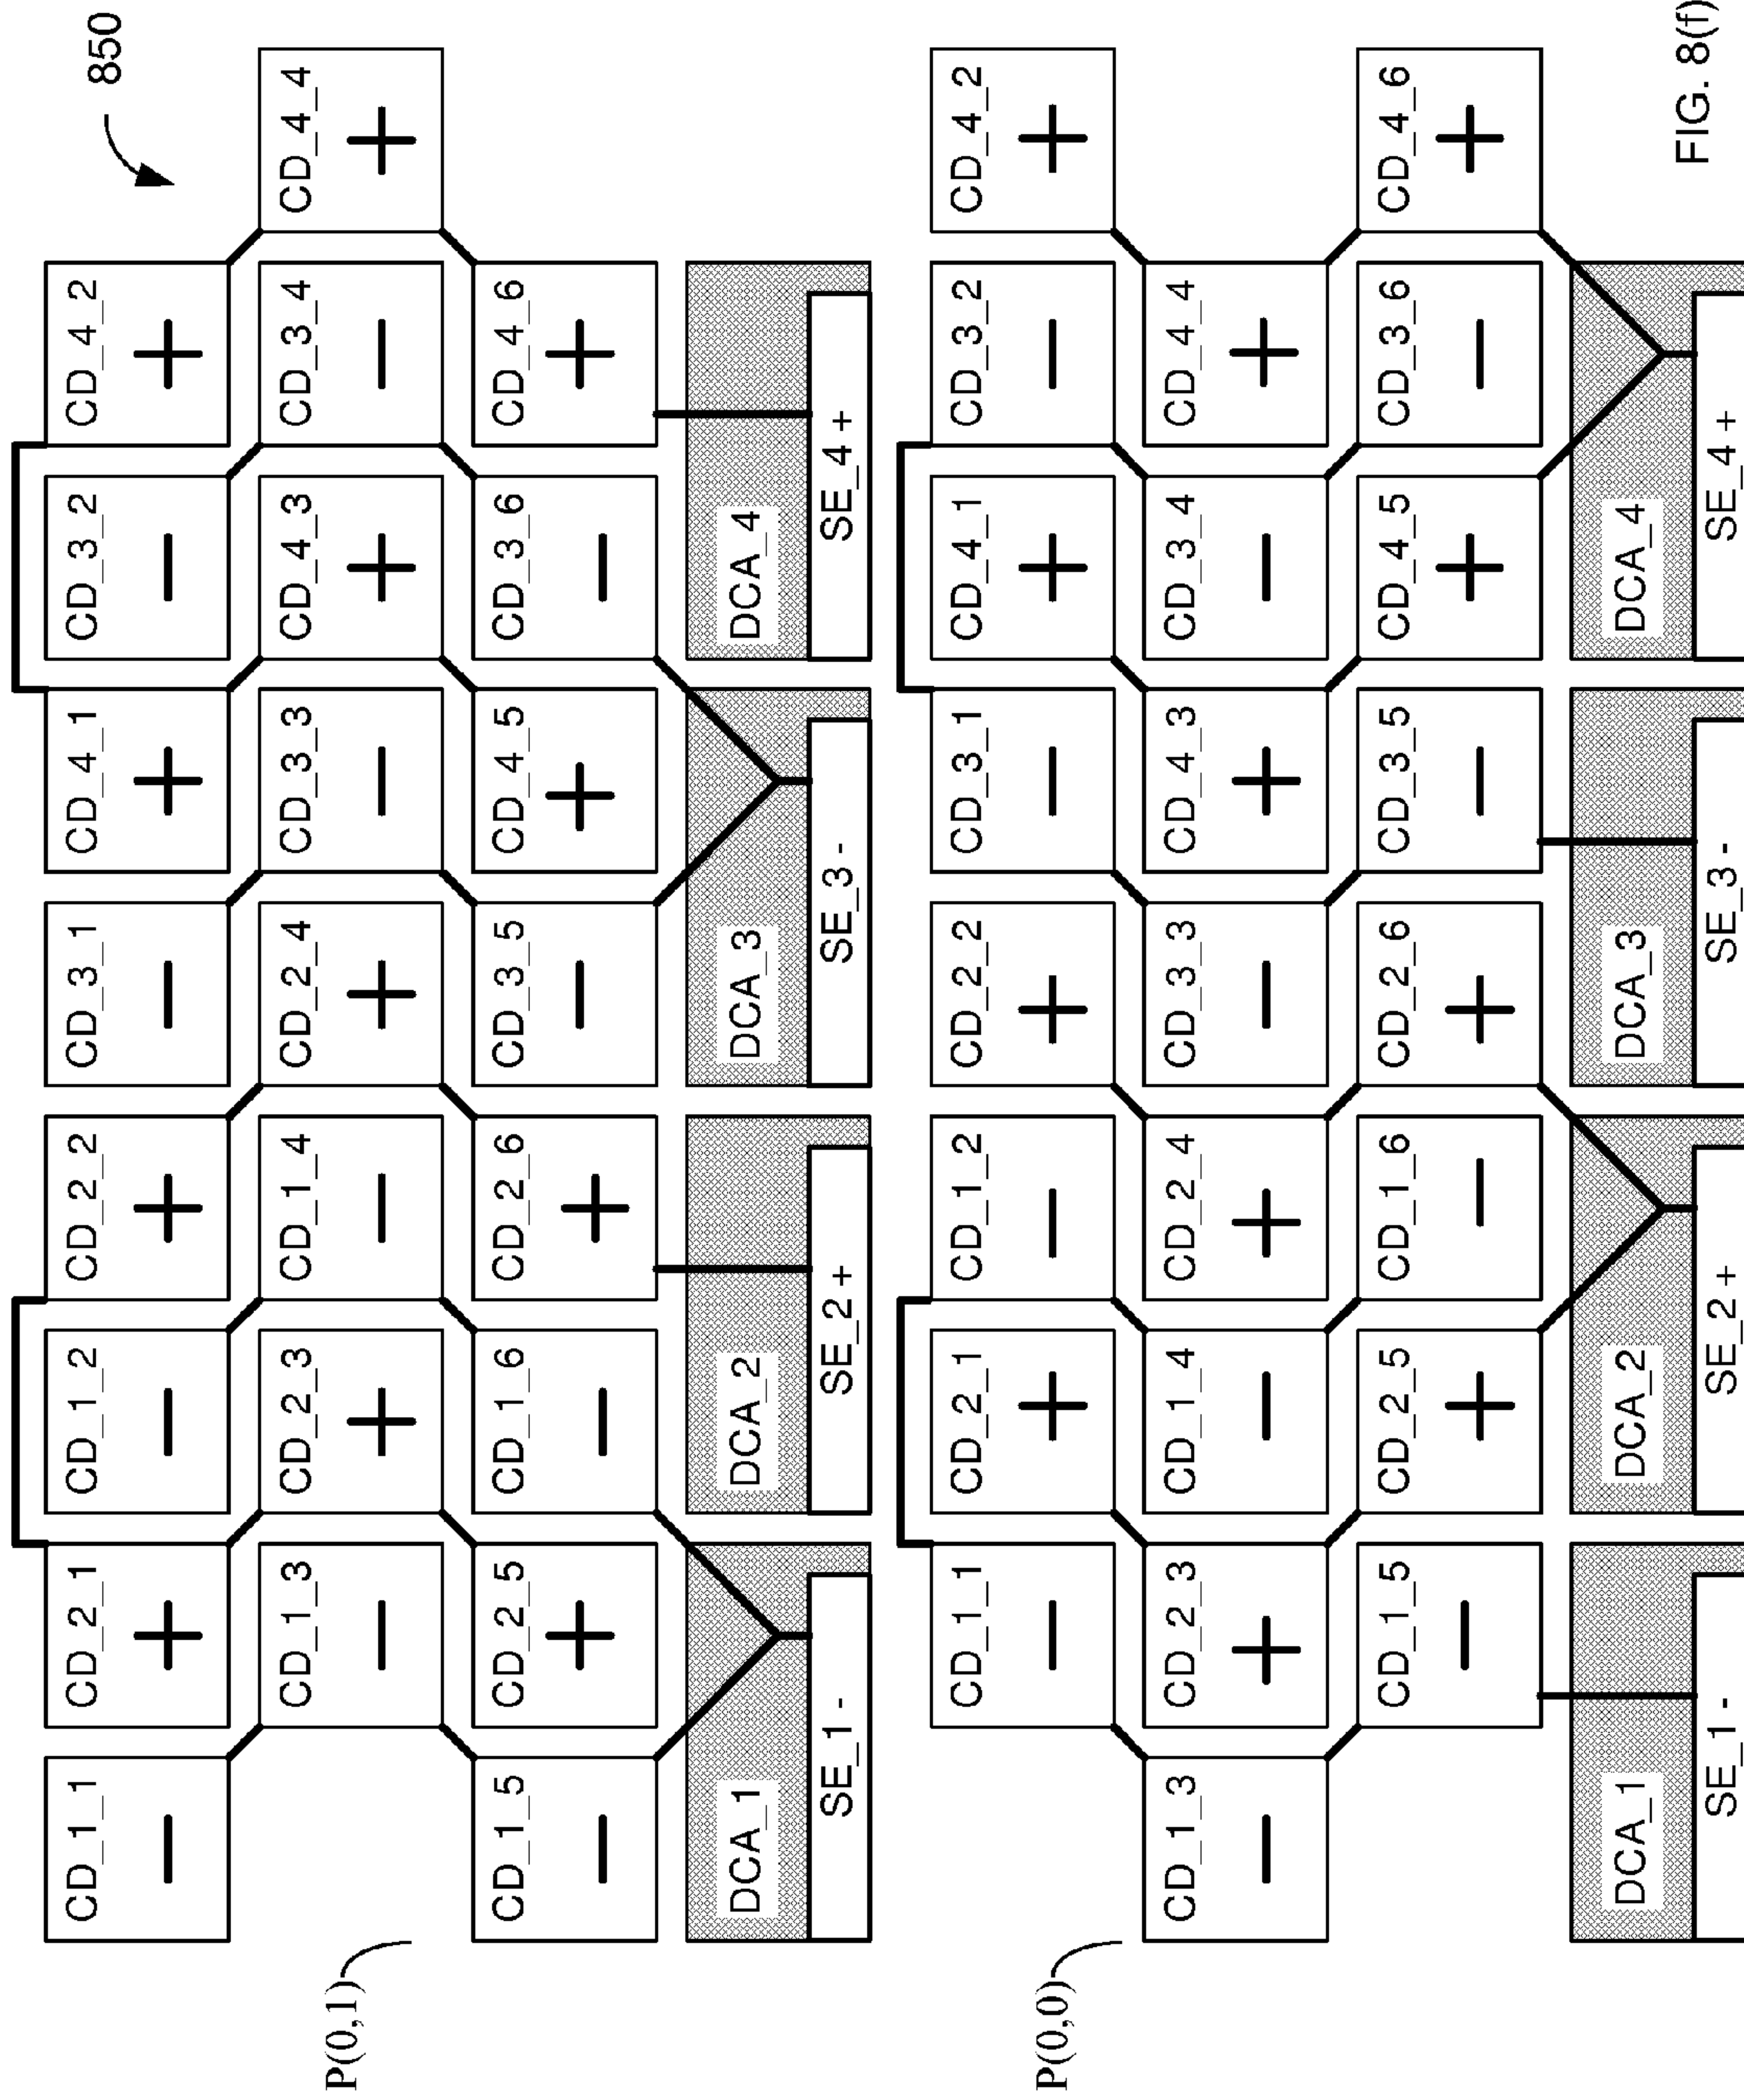 850
CD_1_1 CD_2_1 CD_1_2 CD_2_2 CD_3_1 CD_4_1 CD_3_2 CD_4_2
− + − + − + − +
CD_1_3 CD_2_3 CD_1_4 CD_2_4 CD_3_3 CD_4_3 CD_3_4 CD_4_4
P(0,1)
− + − + − + − +
CD_1_5 CD_2_5 CD_1_6 CD_2_6 CD_3_5 CD_4_5 CD_3_6 CD_4_6
− + − + − + − +
DCA_1 DCA_2 DCA_3 DCA_4
SE_1 - SE_2 + SE_3 - SE_4 +
CD_1_1 CD_2_1 CD_1_2 CD_2_2 CD_3_1 CD_4_1 CD_3_2 CD_4_2
P(0,0)
− + − + − + − +
CD_1_3 CD_2_3 CD_1_4 CD_2_4 CD_3_3 CD_4_3 CD_3_4 CD_4_4
− + − + − + − +
CD_1_5 CD_2_5 CD_1_6 CD_2_6 CD_3_5 CD_4_5 CD_3_6 CD_4_6
− + − + − + − +
DCA_1 DCA_2 DCA_3 DCA_4
SE_1 - SE_2 + SE_3 - SE_4 +
FIG. 8(f)